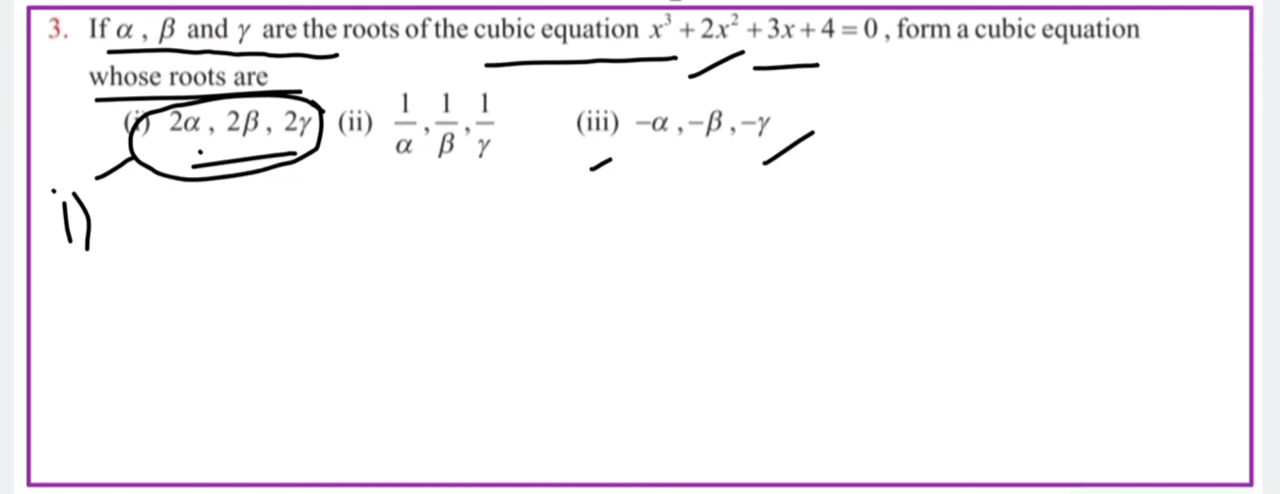 3. If α , β and γ are the roots of the cubic equation x³ + 2x² + 3x + 4 = 0 , form a cubic equation
whose roots are
(i) 2α , 2β , 2γ (ii) 1/α , 1/β , 1/γ (iii) -α , -β , -γ
i)